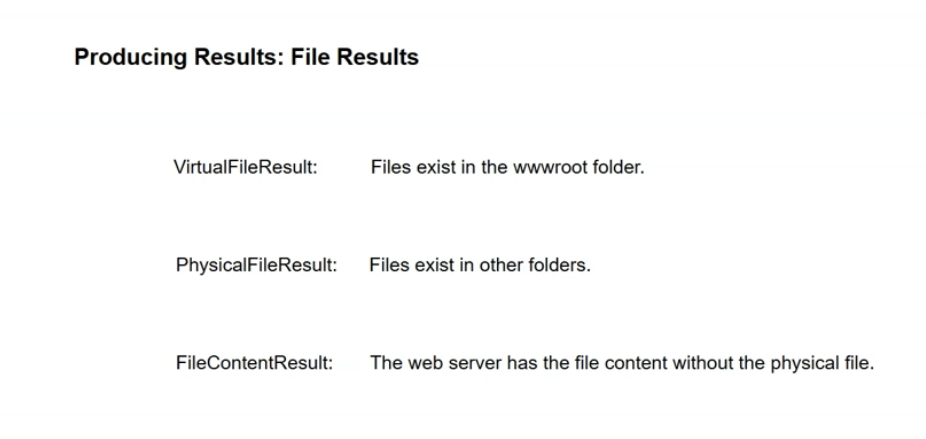 Producing Results: File Results
VirtualFileResult: Files exist in the wwwroot folder.
PhysicalFileResult: Files exist in other folders.
FileContentResult: The web server has the file content without the physical file.